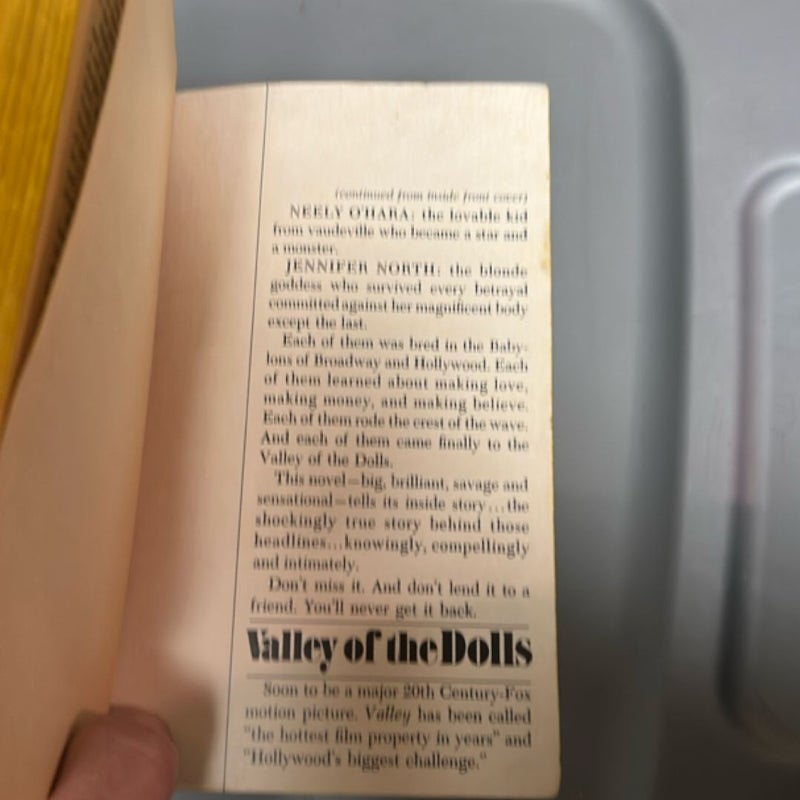 (continued from inside front cover)
NEELY O'HARA: the lovable kid
from vaudeville who became a star and
a monster.
JENNIFER NORTH: the blonde
goddess who survived every betrayal
committed against her magnificent body
except the last.
Each of them was bred in the Baby-
lons of Broadway and Hollywood. Each
of them learned about making love,
making money, and making believe.
Each of them rode the crest of the wave.
And each of them came finally to the
Valley of the Dolls.
This novel—big, brilliant, savage and
sensational—tells its inside story...the
shockingly true story behind those
headlines...knowingly, compellingly
and intimately.
Don't miss it. And don't lend it to a
friend. You'll never get it back.
Valley of the Dolls
Soon to be a major 20th Century-Fox
motion picture. Valley has been called
"the hottest film property in years" and
"Hollywood's biggest challenge."